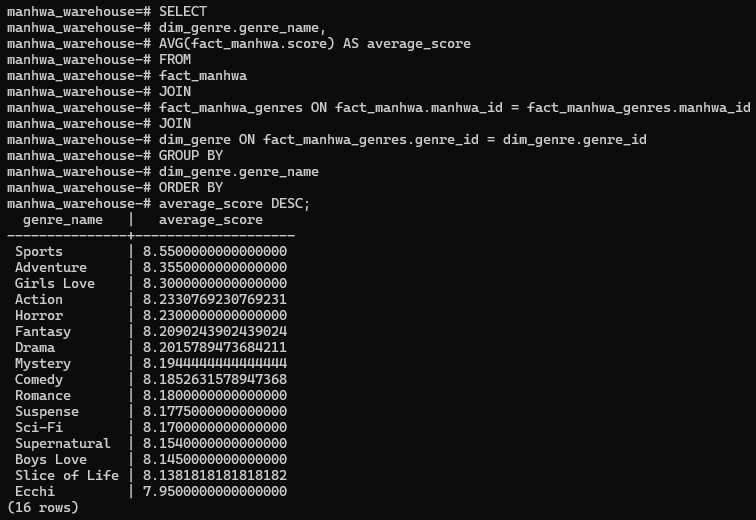 manhwa_warehouse=# SELECT
manhwa_warehouse-# dim_genre.genre_name,
manhwa_warehouse-# AVG(fact_manhwa.score) AS average_score
manhwa_warehouse-# FROM
manhwa_warehouse-# fact_manhwa
manhwa_warehouse-# JOIN
manhwa_warehouse-# fact_manhwa_genres ON fact_manhwa.manhwa_id = fact_manhwa_genres.manhwa_id
manhwa_warehouse-# JOIN
manhwa_warehouse-# dim_genre ON fact_manhwa_genres.genre_id = dim_genre.genre_id
manhwa_warehouse-# GROUP BY
manhwa_warehouse-# dim_genre.genre_name
manhwa_warehouse-# ORDER BY
manhwa_warehouse-# average_score DESC;
  genre_name   |   average_score
---------------+--------------------
 Sports        | 8.5500000000000000
 Adventure     | 8.3550000000000000
 Girls Love    | 8.3000000000000000
 Action        | 8.2330769230769231
 Horror        | 8.2300000000000000
 Fantasy       | 8.2090243902439024
 Drama         | 8.2015789473684211
 Mystery       | 8.1944444444444444
 Comedy        | 8.1852631578947368
 Romance       | 8.1800000000000000
 Suspense      | 8.1775000000000000
 Sci-Fi        | 8.1700000000000000
 Supernatural  | 8.1540000000000000
 Boys Love     | 8.1450000000000000
 Slice of Life | 8.1381818181818182
 Ecchi         | 7.9500000000000000
(16 rows)